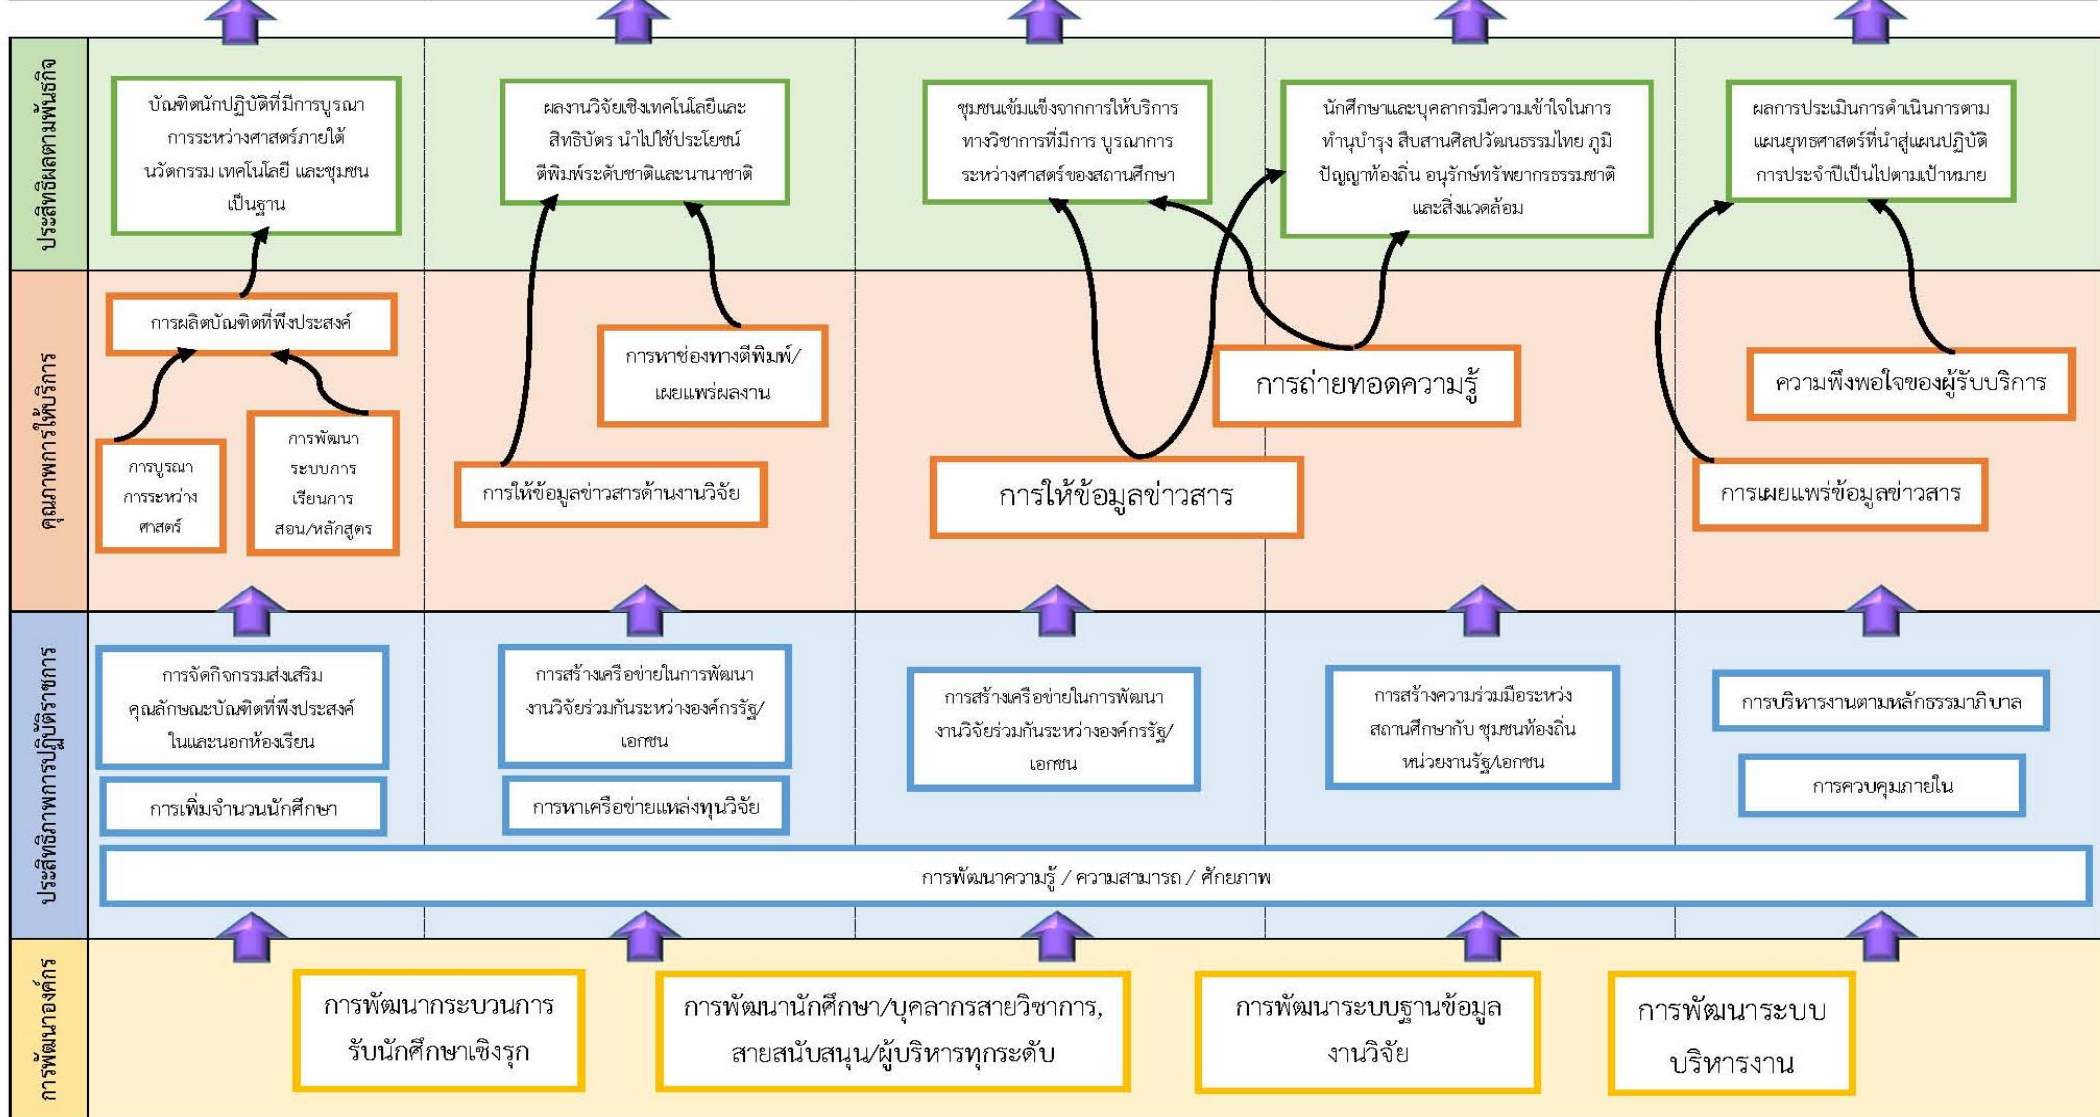 ประสิทธิผลตามพันธกิจ
บัณฑิตนักปฏิบัติที่มีการบูรณา
การระหว่างศาสตร์ภายใต้
นวัตกรรม เทคโนโลยี และชุมชน
เป็นฐาน
ผลงานวิจัยเชิงเทคโนโลยีและ
สิทธิบัตร นำไปใช้ประโยชน์
ตีพิมพ์ระดับชาติและนานาชาติ
ชุมชนเข้มแข็งจากการให้บริการ
ทางวิชาการที่มีการ บูรณาการ
ระหว่างศาสตร์ของสถานศึกษา
นักศึกษาและบุคลากรมีความเข้าใจในการ
ทำนุบำรุง สืบสานศิลปวัฒนธรรมไทย ภูมิ
ปัญญาท้องถิ่น อนุรักษ์ทรัพยากรธรรมชาติ
และสิ่งแวดล้อม
ผลการประเมินการดำเนินการตาม
แผนยุทธศาสตร์ที่นำสู่แผนปฏิบัติ
การประจำปีเป็นไปตามเป้าหมาย
คุณภาพการให้บริการ
การผลิตบัณฑิตที่พึงประสงค์
การบูรณา
การระหว่าง
ศาสตร์
การพัฒนา
ระบบการ
เรียนการ
สอน/หลักสูตร
การหาช่องทางตีพิมพ์/
เผยแพร่ผลงาน
การให้ข้อมูลข่าวสารด้านงานวิจัย
การถ่ายทอดความรู้
การให้ข้อมูลข่าวสาร
ความพึงพอใจของผู้รับบริการ
การเผยแพร่ข้อมูลข่าวสาร
ประสิทธิภาพการปฏิบัติราชการ
การจัดกิจกรรมส่งเสริม
คุณลักษณะบัณฑิตที่พึงประสงค์
ในและนอกห้องเรียน
การเพิ่มจำนวนนักศึกษา
การสร้างเครือข่ายในการพัฒนา
งานวิจัยร่วมกันระหว่างองค์กรรัฐ/
เอกชน
การหาเครือข่ายแหล่งทุนวิจัย
การสร้างเครือข่ายในการพัฒนา
งานวิจัยร่วมกันระหว่างองค์กรรัฐ/
เอกชน
การสร้างความร่วมมือระหว่ง
สถานศึกษากับ ชุมชนท้องถิ่น
หน่วยงานรัฐ/เอกชน
การบริหารงานตามหลักธรรมาภิบาล
การควบคุมภายใน
การพัฒนาความรู้ / ความสามารถ / ศักยภาพ
การพัฒนาองค์กร
การพัฒนากระบวนการ
รับนักศึกษาเชิงรุก
การพัฒนานักศึกษา/บุคลากรสายวิชาการ,
สายสนับสนุน/ผู้บริหารทุกระดับ
การพัฒนาระบบฐานข้อมูล
งานวิจัย
การพัฒนาระบบ
บริหารงาน